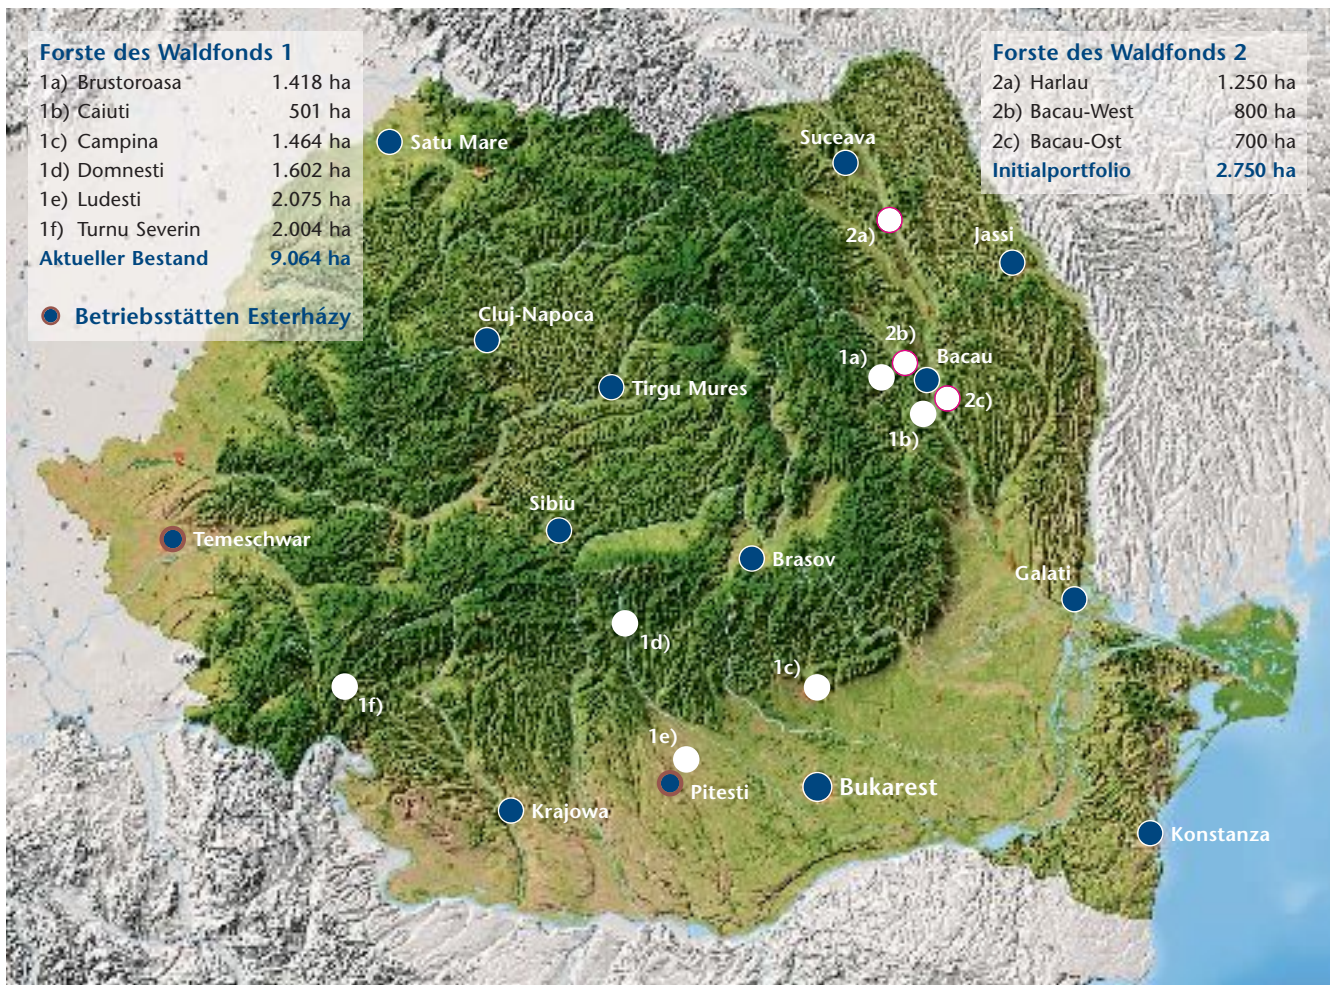 Forste des Waldfonds 1
1a) Brustoroasa 1.418 ha
1b) Caiuti 501 ha
1c) Campina 1.464 ha
1d) Domnesti 1.602 ha
1e) Ludesti 2.075 ha
1f) Turnu Severin 2.004 ha
Aktueller Bestand 9.064 ha
Betriebsstätten Esterházy
Forste des Waldfonds 2
2a) Harlau 1.250 ha
2b) Bacau-West 800 ha
2c) Bacau-Ost 700 ha
Initialportfolio 2.750 ha
Satu Mare
Suceava
2a)
Jassi
Cluj-Napoca
2b)
1a)
Bacau
Tirgu Mures
2c)
1b)
Sibiu
Temeschwar
Brasov
Galati
1d)
1c)
1f)
1e)
Pitesti
Bukarest
Krajowa
Konstanza